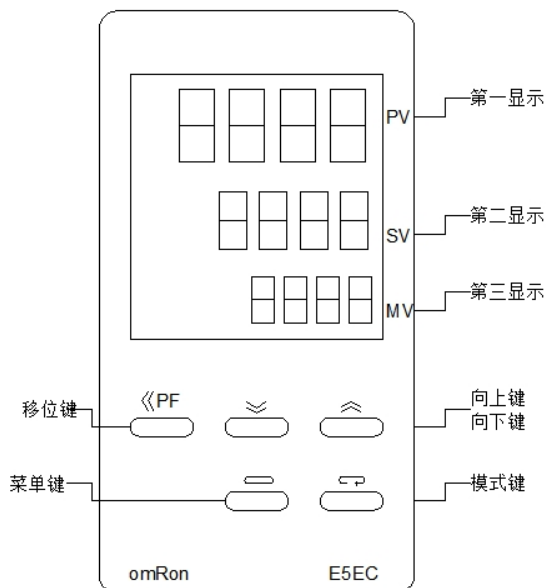 PV
第一显示
SV
第二显示
MV
第三显示
移位键
《PF
向上键
向下键
菜单键
模式键
omRon
E5EC